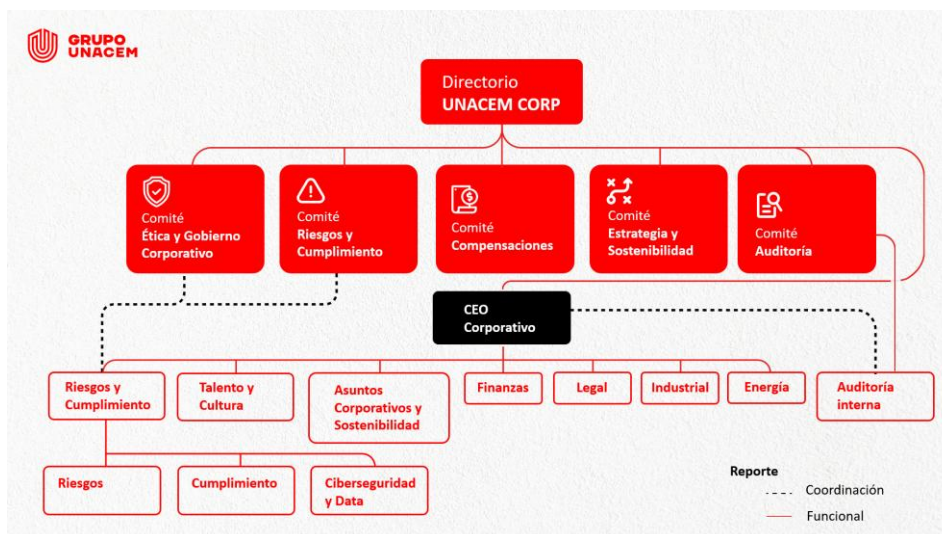 GRUPO
UNACEM
Directorio
UNACEM CORP
Comité
Ética y Gobierno
Corporativo
Comité
Riesgos y
Cumplimiento
Comité
Compensaciones
Comité
Estrategia y
Sostenibilidad
Comité
Auditoría
CEO
Corporativo
Riesgos y
Cumplimiento
Talento y
Cultura
Asuntos
Corporativos y
Sostenibilidad
Finanzas
Legal
Industrial
Energía
Auditoría
interna
Riesgos
Cumplimiento
Ciberseguridad
y Data
Reporte
Coordinación
Funcional